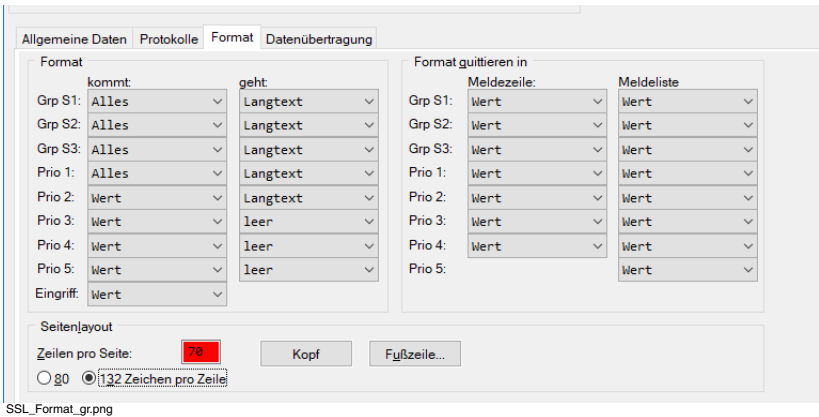 Allgemeine Daten Protokolle Format Datenübertragung
Format Format quittieren in
kommt: geht: Meldezeile: Meldeliste
Grp S1: Alles Langtext Grp S1: Wert Wert
Grp S2: Alles Langtext Grp S2: Wert Wert
Grp S3: Alles Langtext Grp S3: Wert Wert
Prio 1: Alles Langtext Prio 1: Wert Wert
Prio 2: Wert Langtext Prio 2: Wert Wert
Prio 3: Wert leer Prio 3: Wert Wert
Prio 4: Wert leer Prio 4: Wert Wert
Prio 5: Wert leer Prio 5: Wert
Eingriff: Wert
Seitenlayout
Zeilen pro Seite: 70 Kopf Fußzeile...
80 132 Zeichen pro Zeile
SSL_Format_gr.png